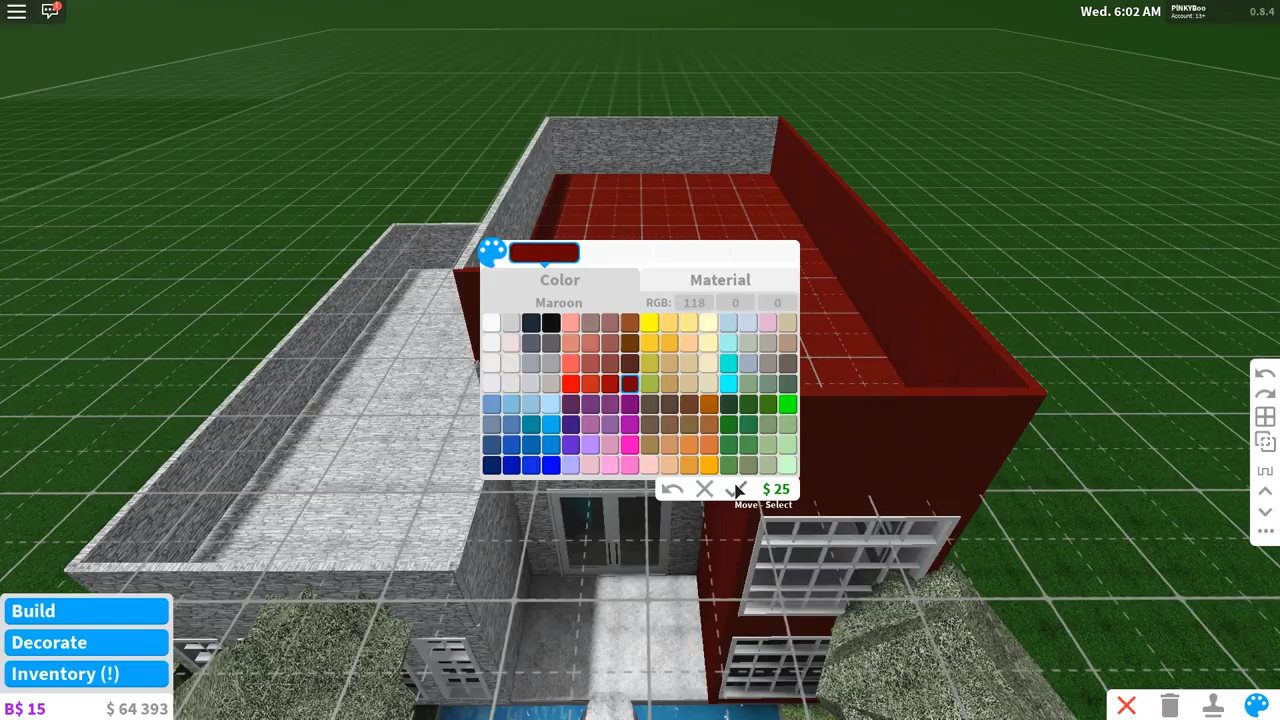 Wed. 6:02 AM
PINKYBoo
Account: 13+
0.8.4
Color
Material
Maroon
RGB: 118 0 0
$ 25
Move - Select
Build
Decorate
Inventory (!)
B$ 15
$ 64 393